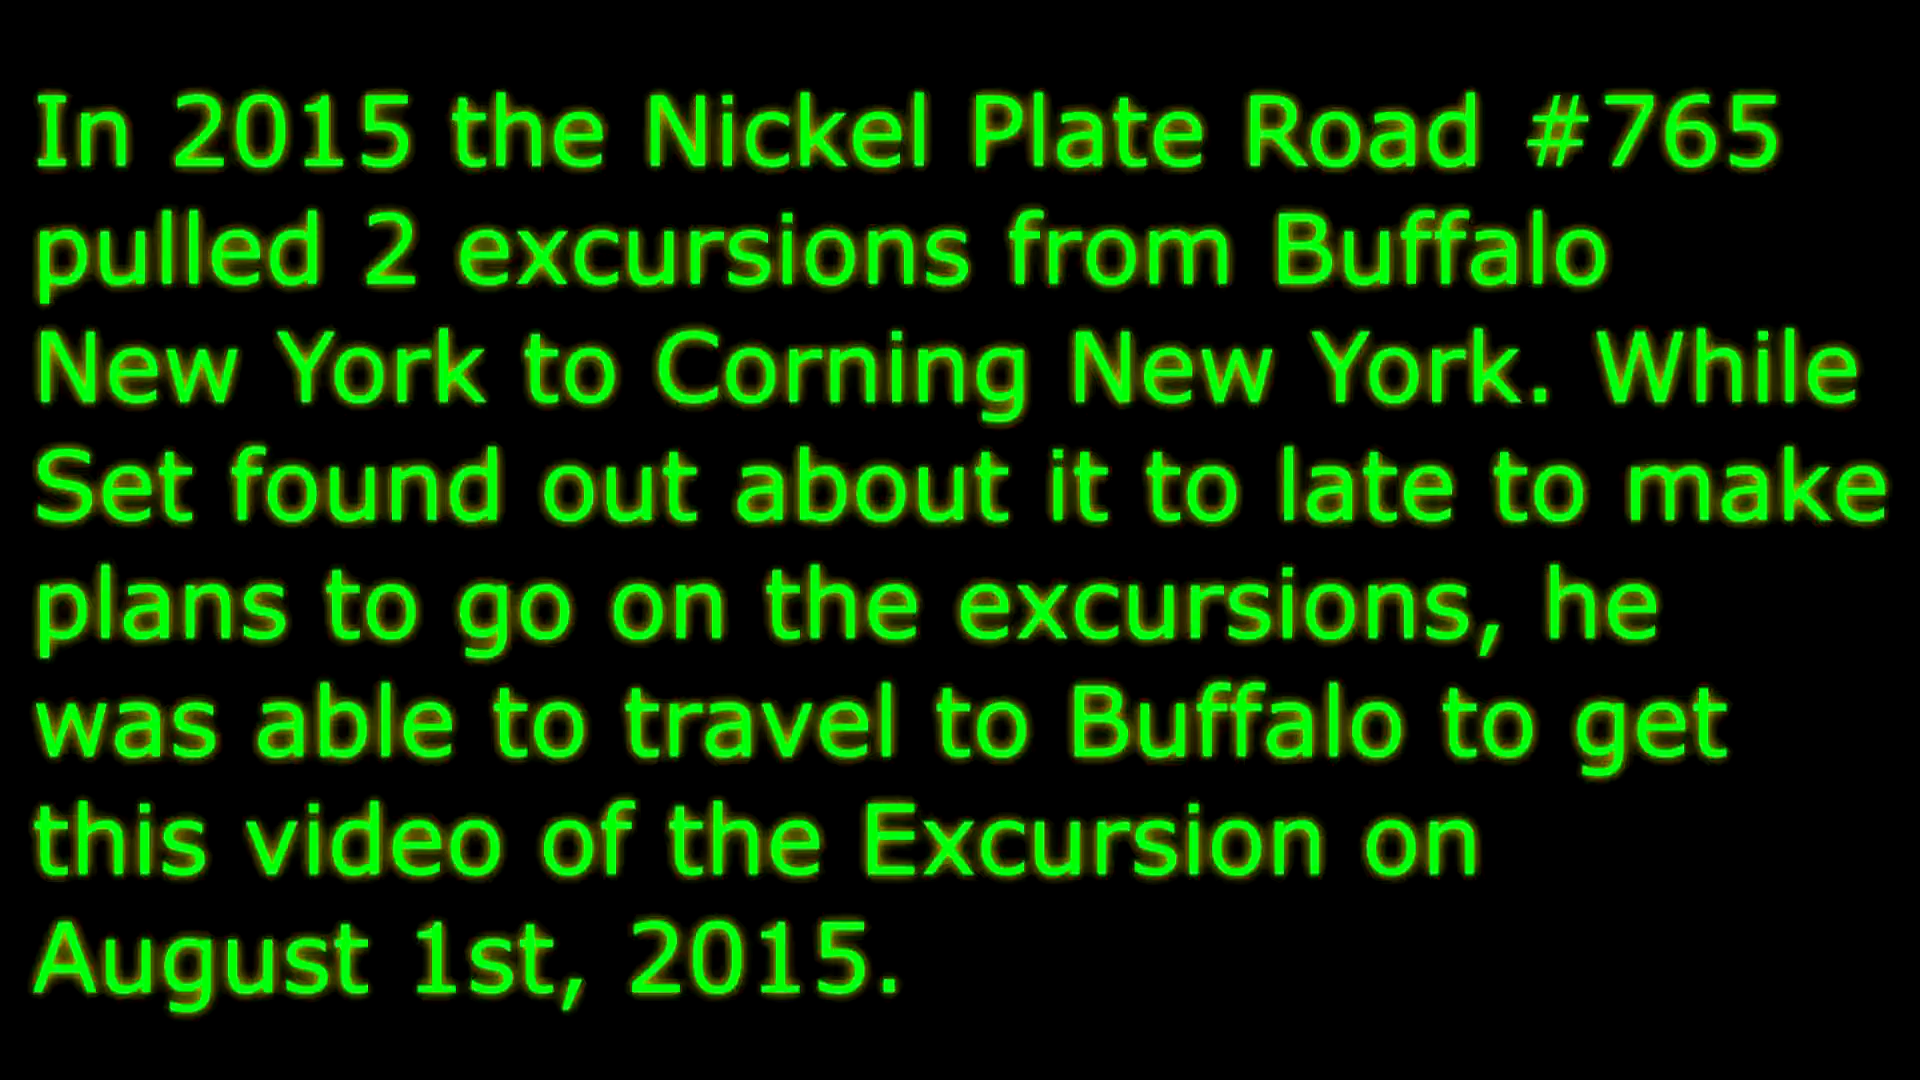 In 2015 the Nickel Plate Road #765
pulled 2 excursions from Buffalo
New York to Corning New York. While
Set found out about it to late to make
plans to go on the excursions, he
was able to travel to Buffalo to get
this video of the Excursion on
August 1st, 2015.